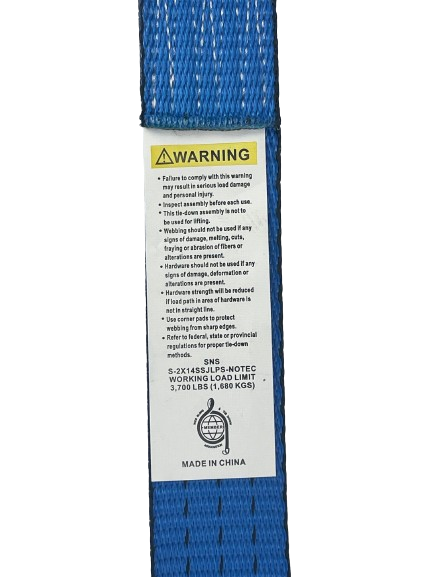 WARNING
• Failure to comply with this warning
may result in serious load damage
and personal injury.
• Inspect assembly before each use.
• This tie-down assembly is not to
be used for lifting.
• Webbing should not be used if any
signs of damage, melting, cuts,
fraying or abrasion of fibers or
alterations are present.
• Hardware should not be used if any
signs of damage, deformation or
alterations are present.
• Hardware strength will be reduced
if load path in area of hardware is
not in straight line.
• Use corner pads to protect
webbing from sharp edges.
• Refer to federal, state or provincial
regulations for proper tie-down
methods.
SNS
S-2X14SSJLPS-NOTEC
WORKING LOAD LIMIT
3,700 LBS (1,680 KGS)
MADE IN CHINA